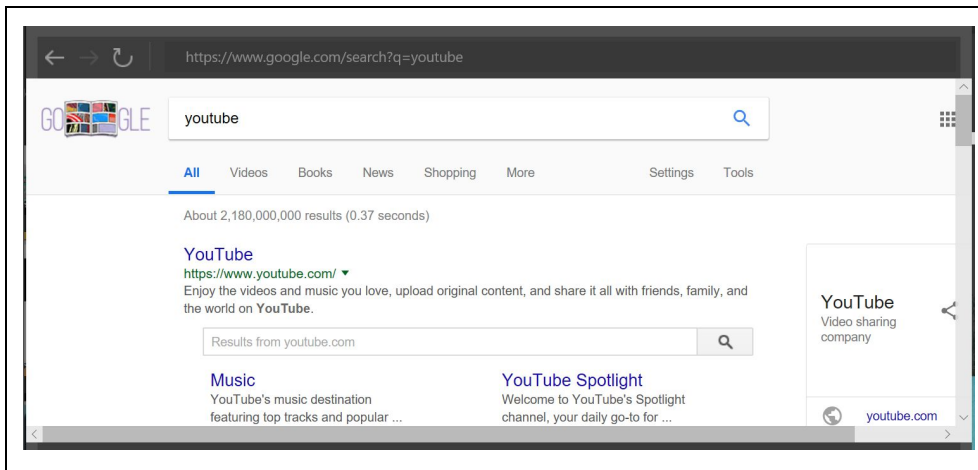 https://www.google.com/search?q=youtube
GO GLE
youtube
All Videos Books News Shopping More Settings Tools
About 2,180,000,000 results (0.37 seconds)
YouTube
https://www.youtube.com/
Enjoy the videos and music you love, upload original content, and share it all with friends, family, and
the world on YouTube.
Results from youtube.com
Music
YouTube's music destination
featuring top tracks and popular ...
YouTube Spotlight
Welcome to YouTube's Spotlight
channel, your daily go-to for ...
YouTube
Video sharing
company
youtube.com